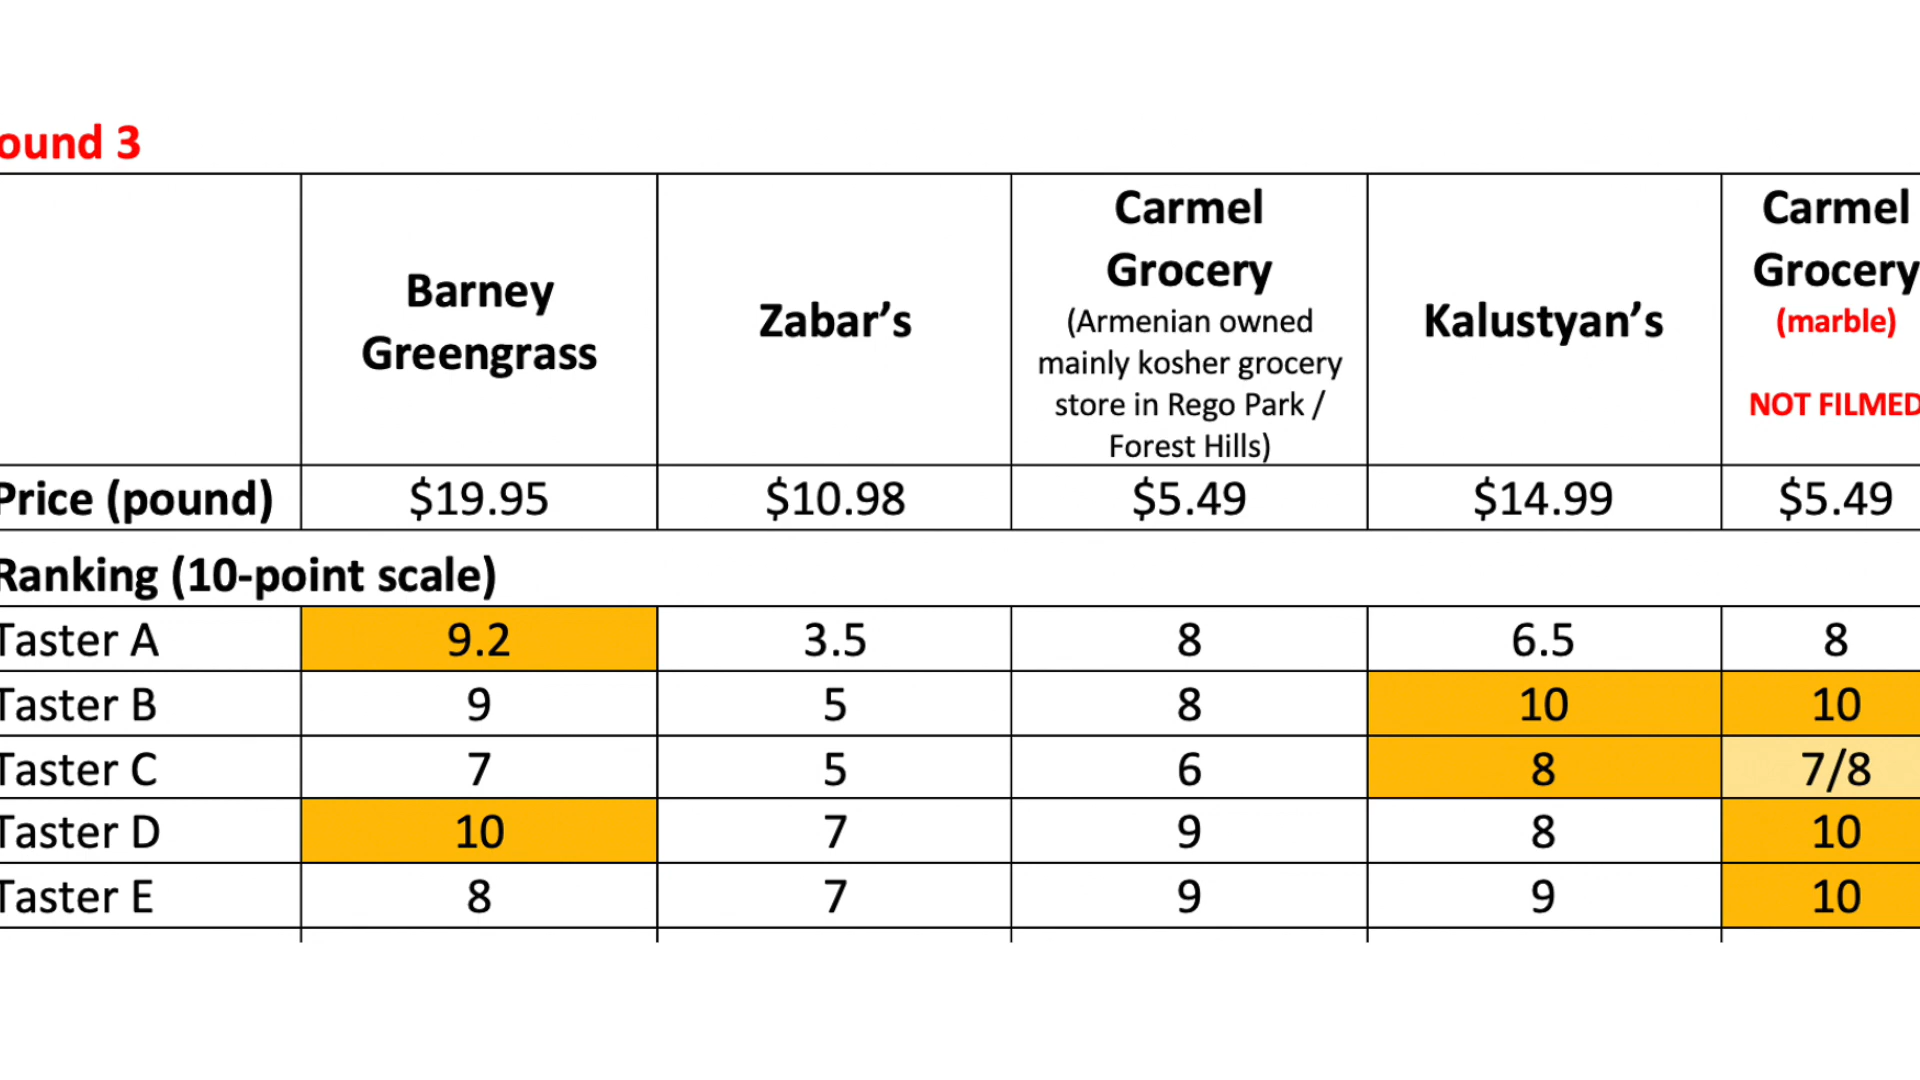 ound 3
Barney
Greengrass
Zabar’s
Carmel
Grocery
(Armenian owned
mainly kosher grocery
store in Rego Park /
Forest Hills)
Kalustyan’s
Carmel
Grocery
(marble)
NOT FILMED
Price (pound) $19.95 $10.98 $5.49 $14.99 $5.49
Ranking (10-point scale)
Taster A 9.2 3.5 8 6.5 8
Taster B 9 5 8 10 10
Taster C 7 5 6 8 7/8
Taster D 10 7 9 8 10
Taster E 8 7 9 9 10